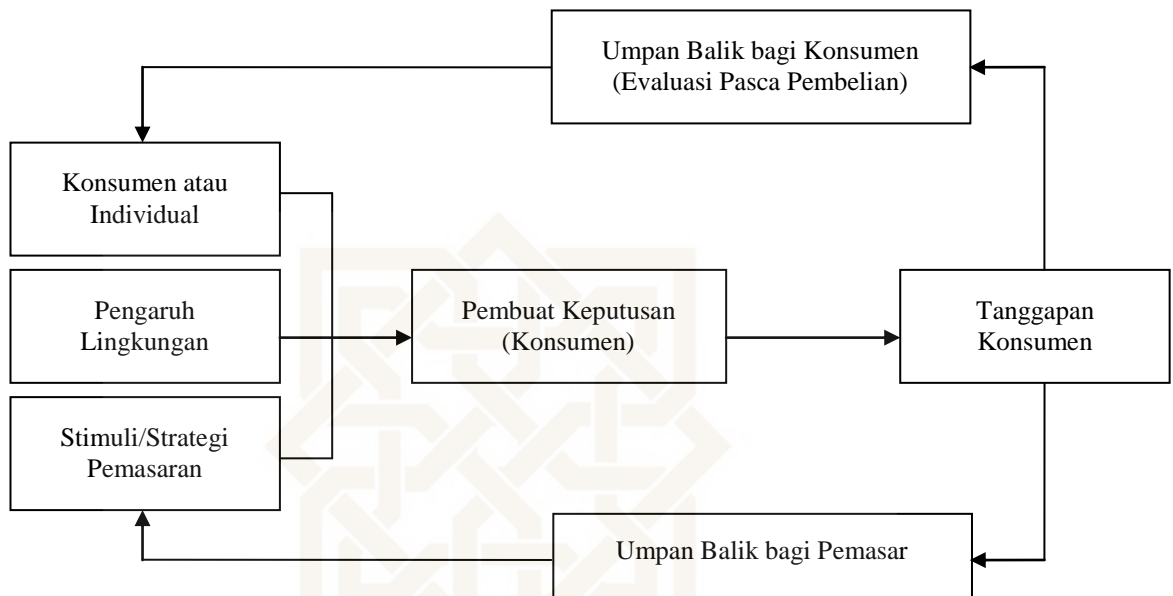 Umpan Balik bagi Konsumen
(Evaluasi Pasca Pembelian)
Konsumen atau
Individual
Pengaruh
Lingkungan
Pembuat Keputusan
(Konsumen)
Tanggapan
Konsumen
Stimuli/Strategi
Pemasaran
Umpan Balik bagi Pemasar